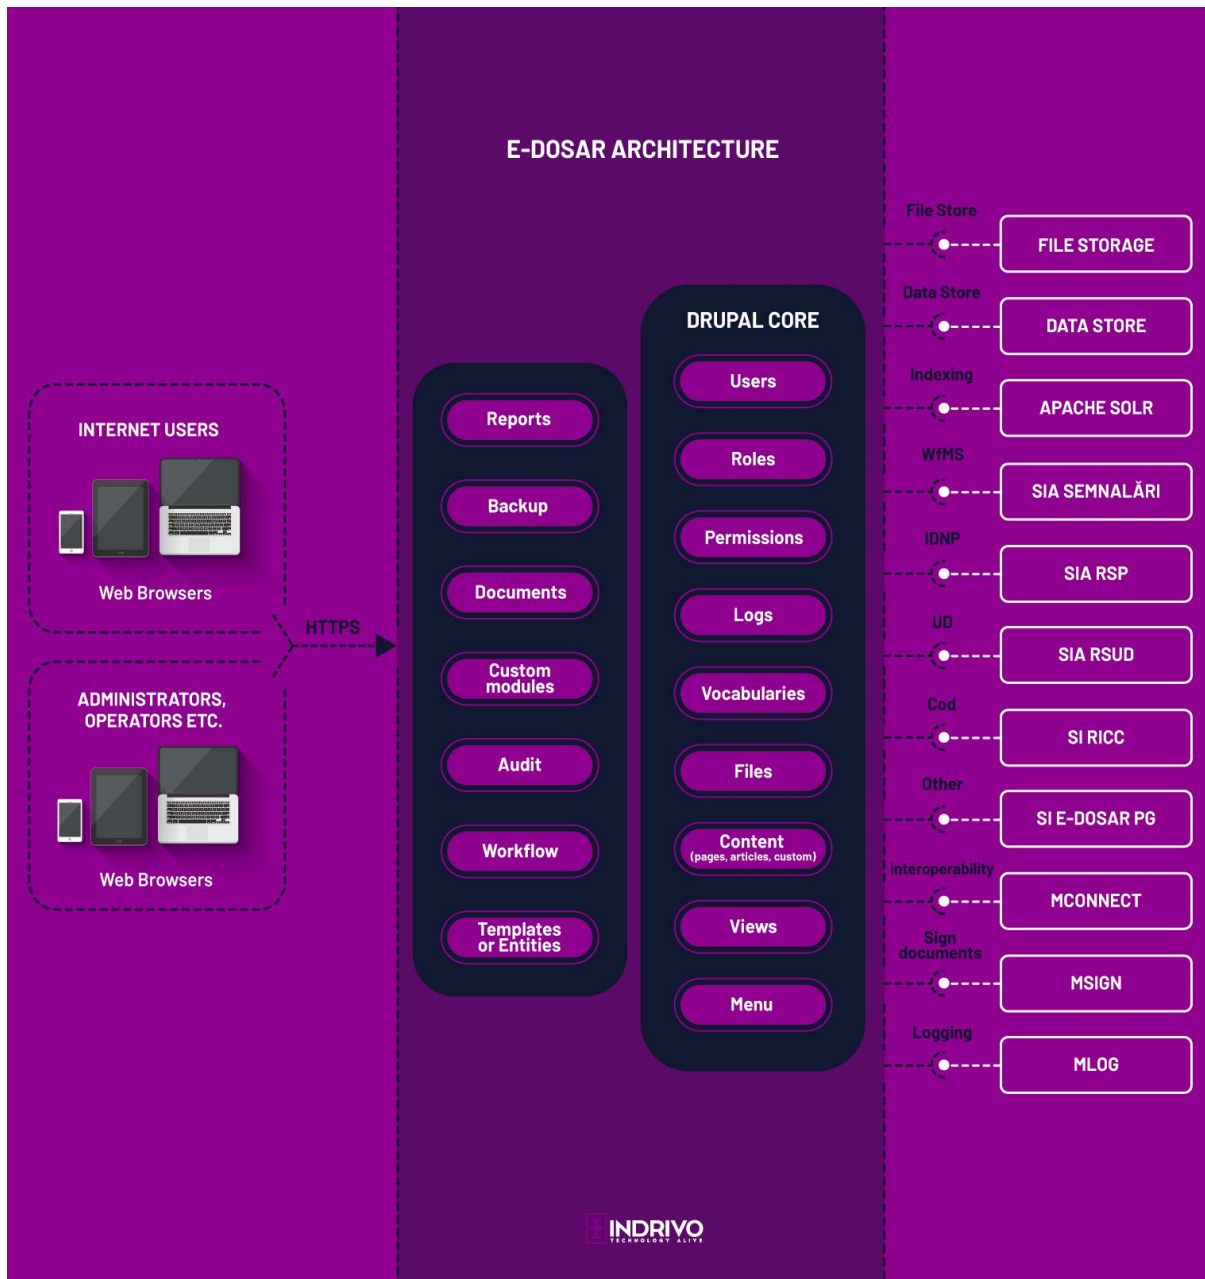 E-DOSAR ARCHITECTURE
INTERNET USERS
Web Browsers
ADMINISTRATORS,
OPERATORS ETC.
Web Browsers
HTTPS
Reports
Backup
Documents
Custom
modules
Audit
Workflow
Templates
or Entities
DRUPAL CORE
Users
Roles
Permissions
Logs
Vocabularies
Files
Content
(pages, articles, custom)
Views
Menu
File Store
FILE STORAGE
Data Store
DATA STORE
Indexing
APACHE SOLR
WfMS
SIA SEMNALĂRI
IDNP
SIA RSP
UD
SIA RSUD
Cod
SI RICC
Other
SI E-DOSAR PG
Interoperability
MCONNECT
Sign
documents
MSIGN
Logging
MLOG
INDRIVO
TECHNOLOGY ALIVE